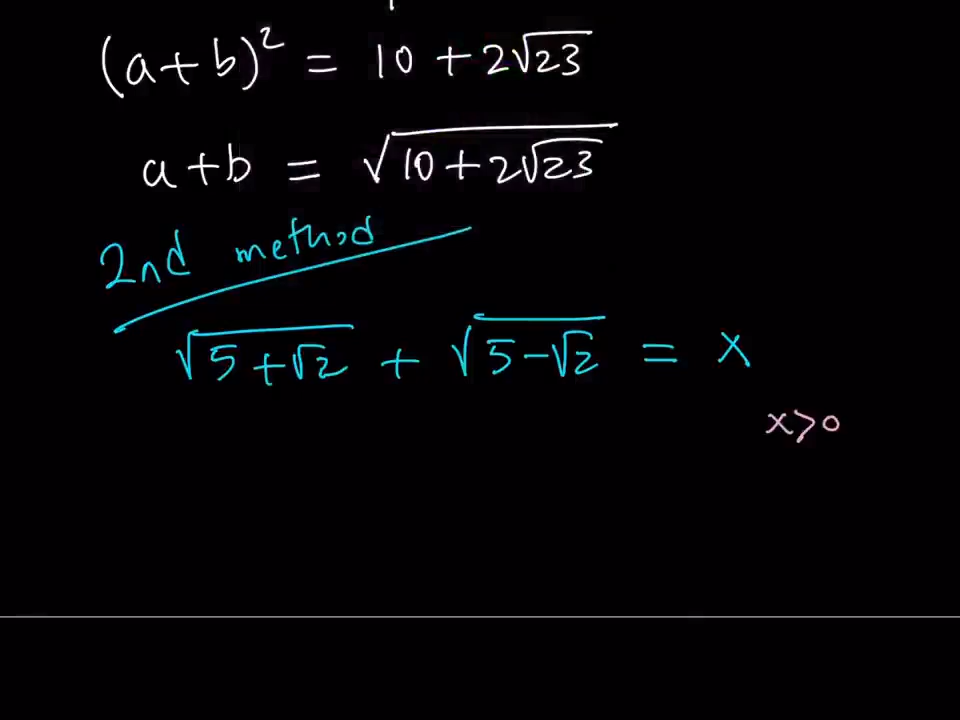 (a+b)² = 10 + 2√23
a+b = √(10+2√23)
2nd method
√(5+√2) + √(5-√2) = x
x>0